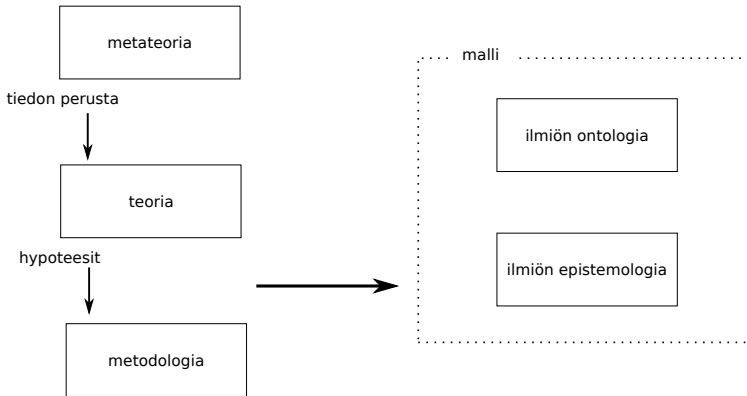 metateoria
tiedon perusta
teoria
hypoteesit
metodologia
malli
ilmiön ontologia
ilmiön epistemologia